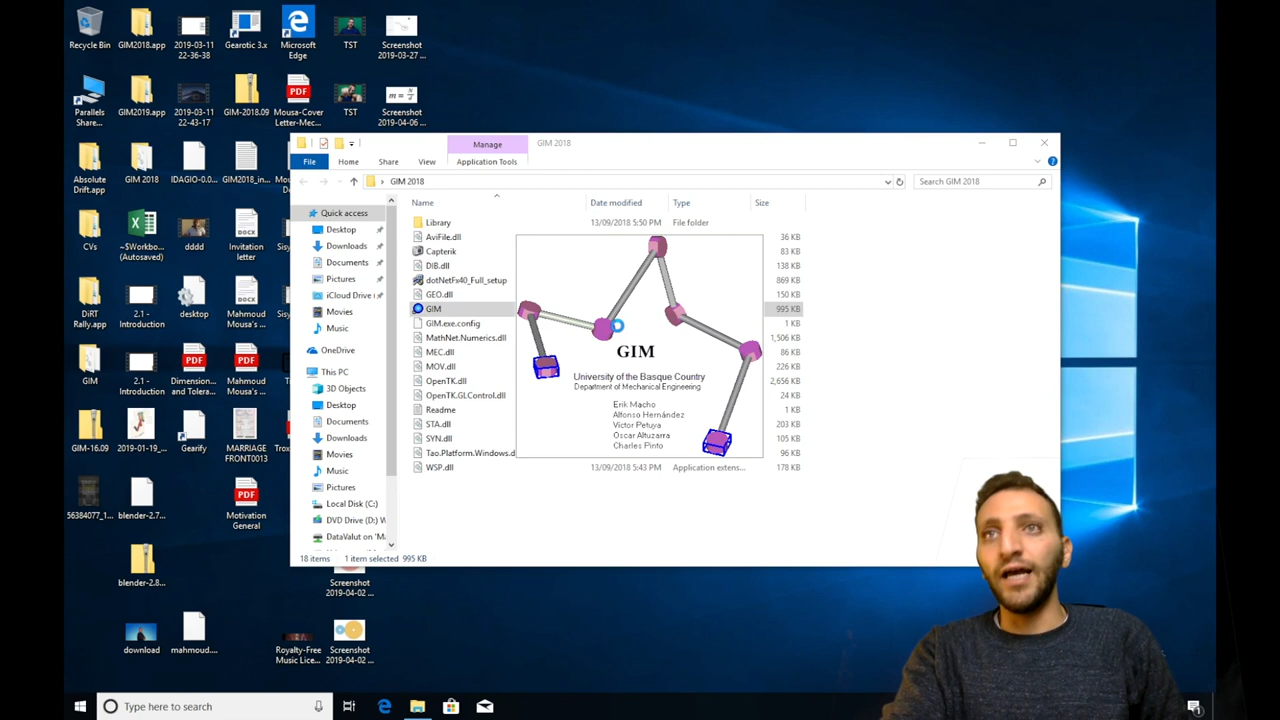 Recycle Bin
GIM2018.app
2019-03-11
22-36-38
Gearotic 3.x
Microsoft
Edge
TST
Screenshot
2019-03-27 ...
Parallels
Share...
GIM2019.app
2019-03-11
22-43-17
GIM-2018.09
PDF
Mousa-Cover
Letter-Mec...
TST
Screenshot
2019-04-06 ...
Absolute
Drift.app
GIM 2018
IDAGIO-0.0...
GIM2018_in...
CVs
~$Workbo...
(Autosaved)
dddd
Invitation
letter
DiRT
Rally.app
2.1 -
Introduction
desktop
Mahmoud
Mousa's...
GIM
2.1 -
Introduction
PDF
Dimension...
and Tolera...
PDF
Mahmoud
Mousa's ...
GIM-16.09
2019-01-19_...
Gearify
MARRIAGE
FRONT0013
56384077_1...
blender-2.7...
PDF
Motivation
General
blender-2.8...
Screenshot
2019-04-02 ...
download
mahmoud....
Royalty-Free
Music Lice...
Screenshot
2019-04-02 ...
Manage
GIM 2018
File
Home
Share
View
Application Tools
GIM 2018
Search GIM 2018
Name
Date modified
Type
Size
Quick access
Desktop
Downloads
Documents
Pictures
iCloud Drive
Movies
Music
OneDrive
This PC
3D Objects
Desktop
Documents
Downloads
Movies
Music
Pictures
Local Disk (C:)
DVD Drive (D:) W
DataValut on 'Ma
Library
13/09/2018 5:50 PM
File folder
AviFile.dll
36 KB
Capterik
83 KB
DIB.dll
138 KB
dotNetFx40_Full_setup
869 KB
GEO.dll
150 KB
GIM
995 KB
GIM.exe.config
1 KB
MathNet.Numerics.dll
1,506 KB
MEC.dll
86 KB
MOV.dll
226 KB
OpenTK.dll
2,656 KB
OpenTK.GLControl.dll
24 KB
Readme
1 KB
STA.dll
203 KB
SYN.dll
105 KB
Tao.Platform.Windows.d
96 KB
WSP.dll
13/09/2018 5:43 PM
Application extens...
178 KB
GIM
University of the Basque Country
Department of Mechanical Engineering
Erik Macho
Alfonso Hernández
Víctor Petuya
Oscar Altuzarra
Charles Pinto
18 items
1 item selected 995 KB
Type here to search